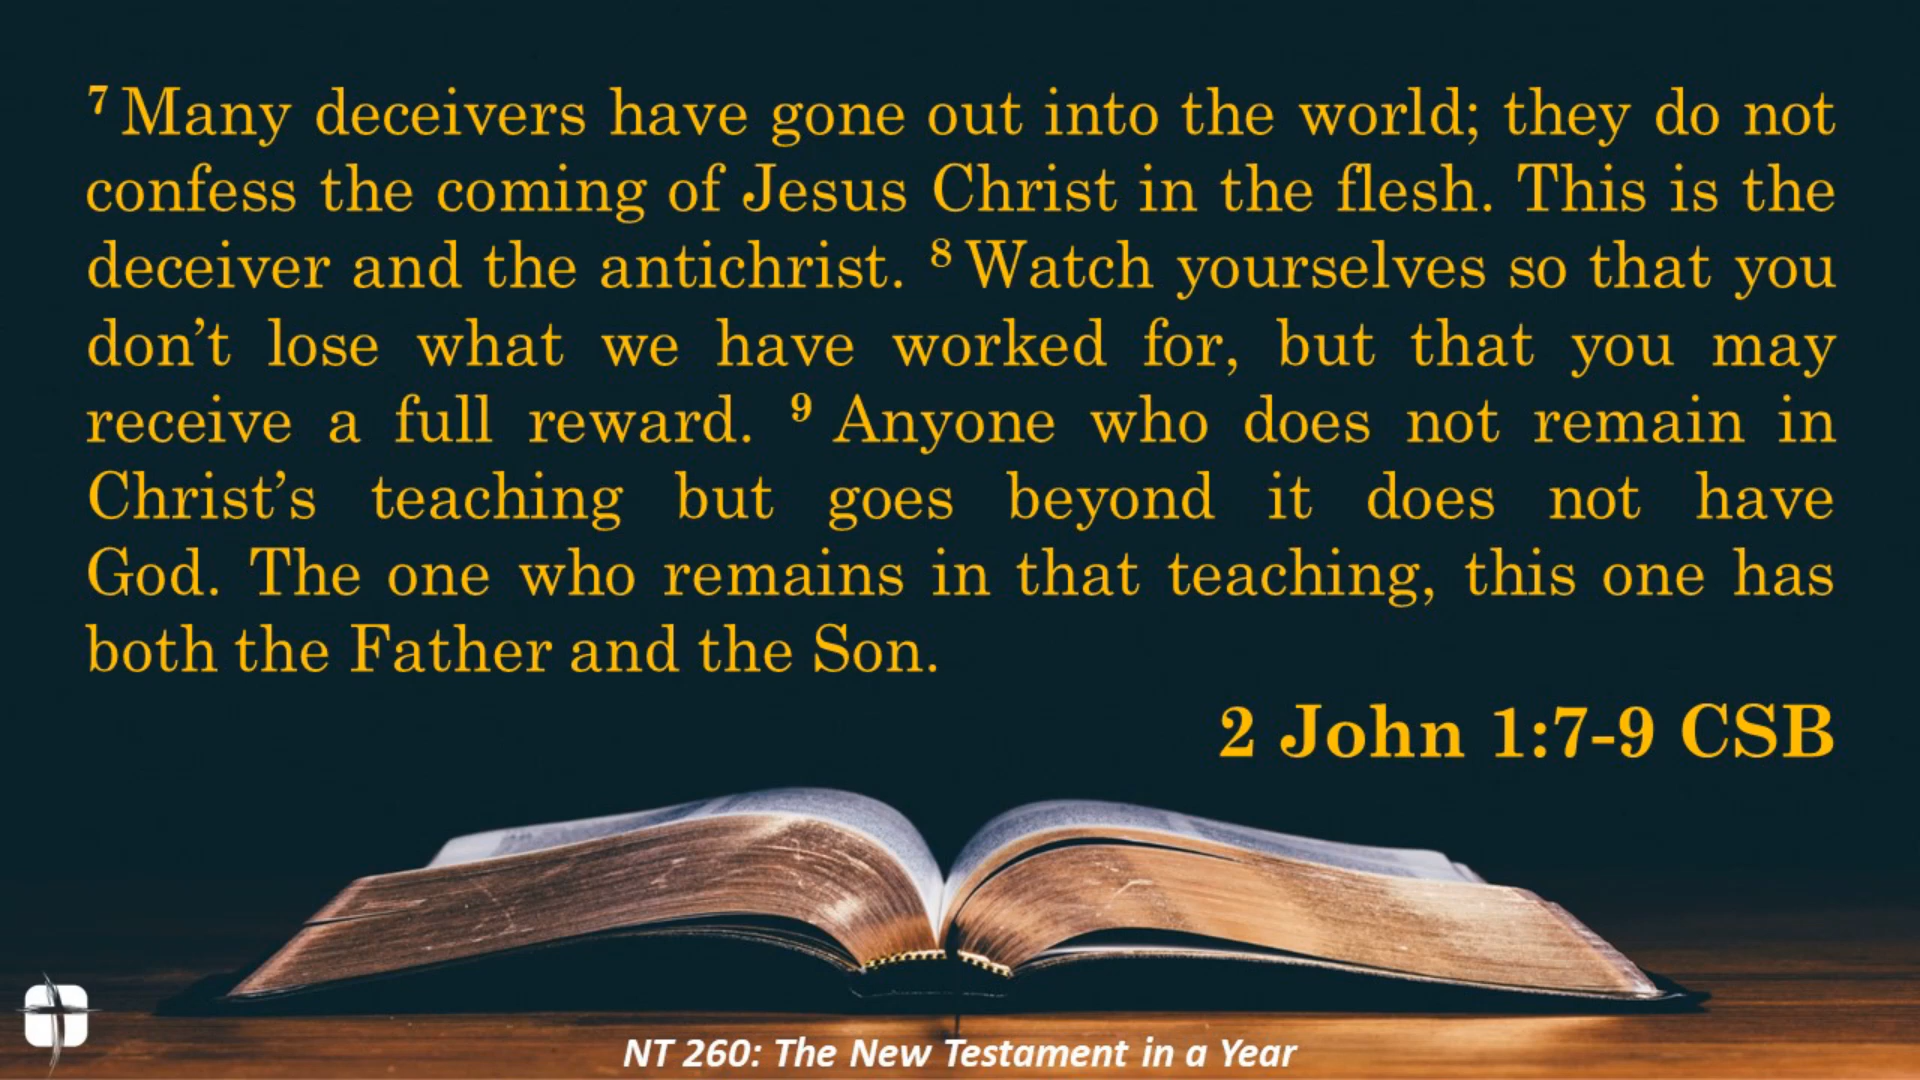 ⁷ Many deceivers have gone out into the world; they do not
confess the coming of Jesus Christ in the flesh. This is the
deceiver and the antichrist. ⁸ Watch yourselves so that you
don’t lose what we have worked for, but that you may
receive a full reward. ⁹ Anyone who does not remain in
Christ’s teaching but goes beyond it does not have
God. The one who remains in that teaching, this one has
both the Father and the Son.
2 John 1:7-9 CSB
NT 260: The New Testament in a Year